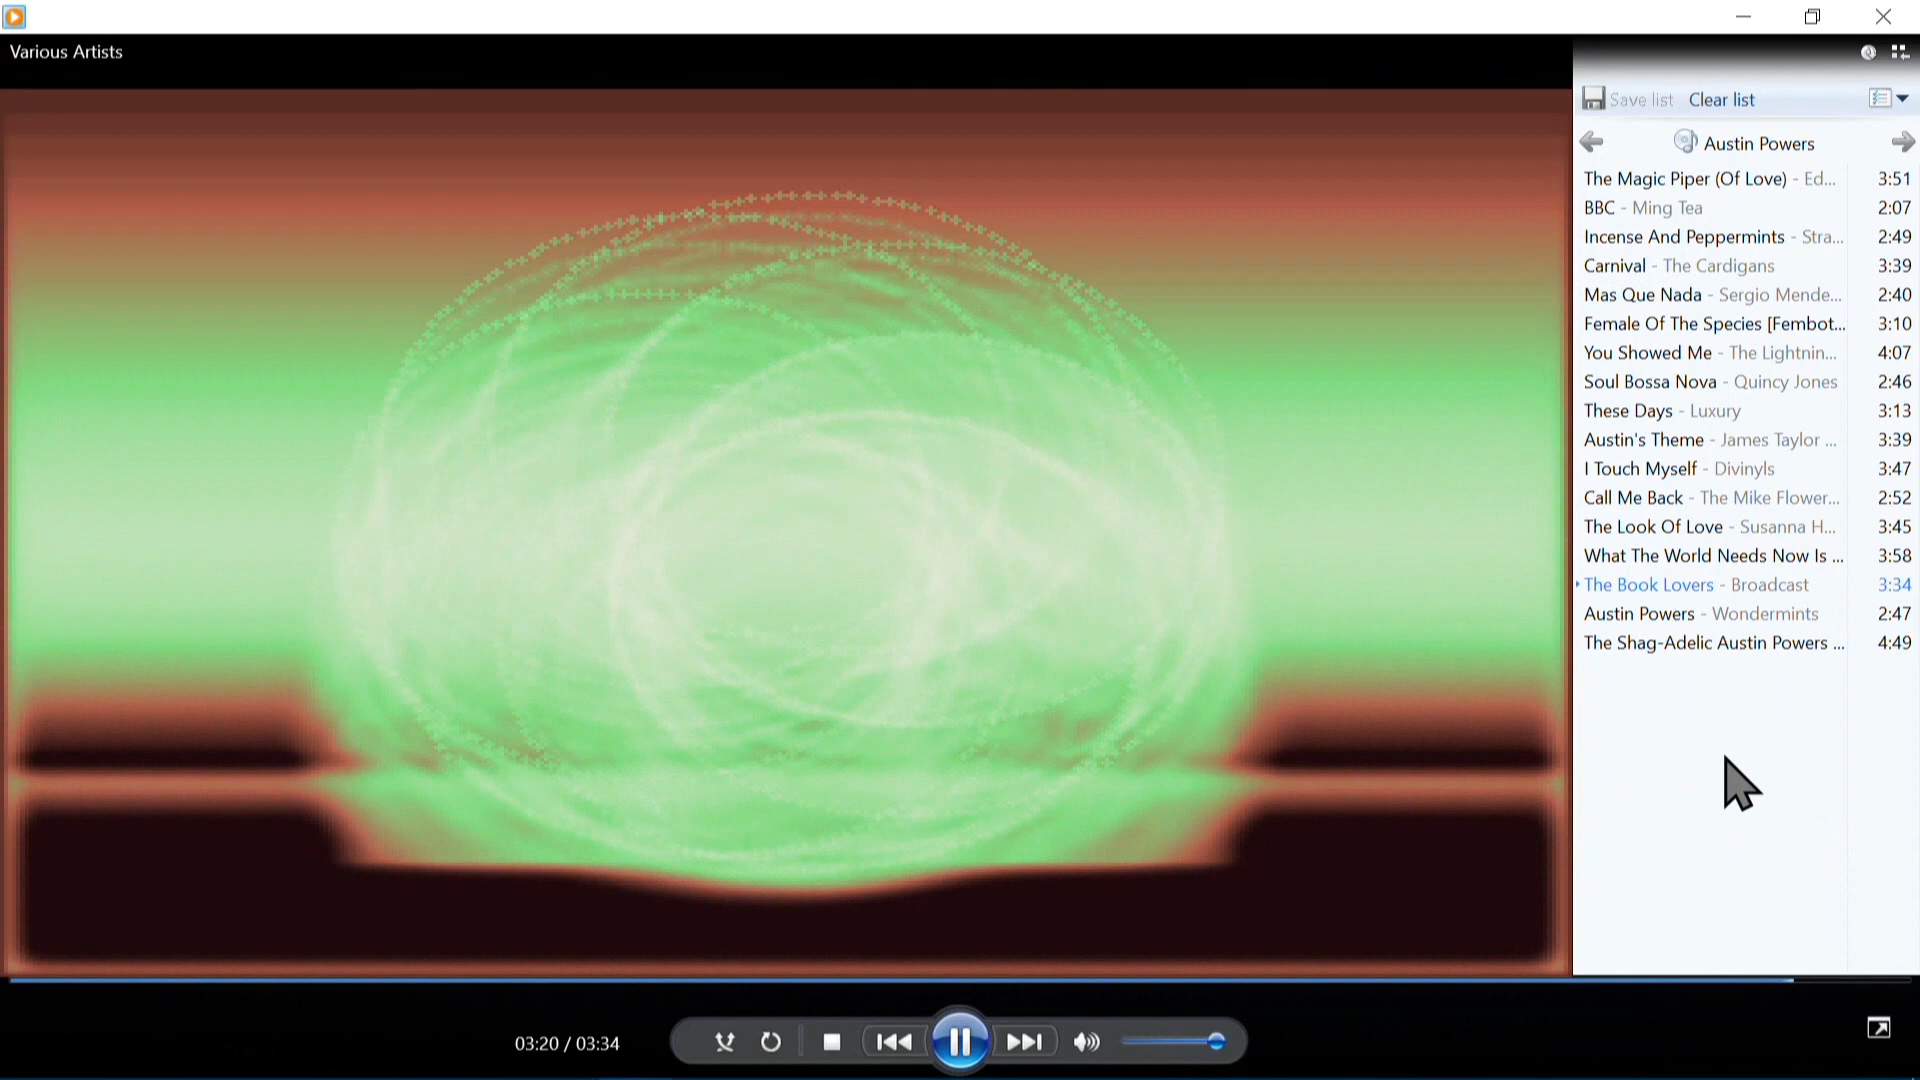 Various Artists
Save list Clear list
Austin Powers
The Magic Piper (Of Love) - Ed... 3:51
BBC - Ming Tea 2:07
Incense And Peppermints - Stra... 2:49
Carnival - The Cardigans 3:39
Mas Que Nada - Sergio Mende... 2:40
Female Of The Species [Fembot... 3:10
You Showed Me - The Lightnin... 4:07
Soul Bossa Nova - Quincy Jones 2:46
These Days - Luxury 3:13
Austin's Theme - James Taylor ... 3:39
I Touch Myself - Divinyls 3:47
Call Me Back - The Mike Flower... 2:52
The Look Of Love - Susanna H... 3:45
What The World Needs Now Is ... 3:58
The Book Lovers - Broadcast 3:34
Austin Powers - Wondermints 2:47
The Shag-Adelic Austin Powers ... 4:49
03:20 / 03:34